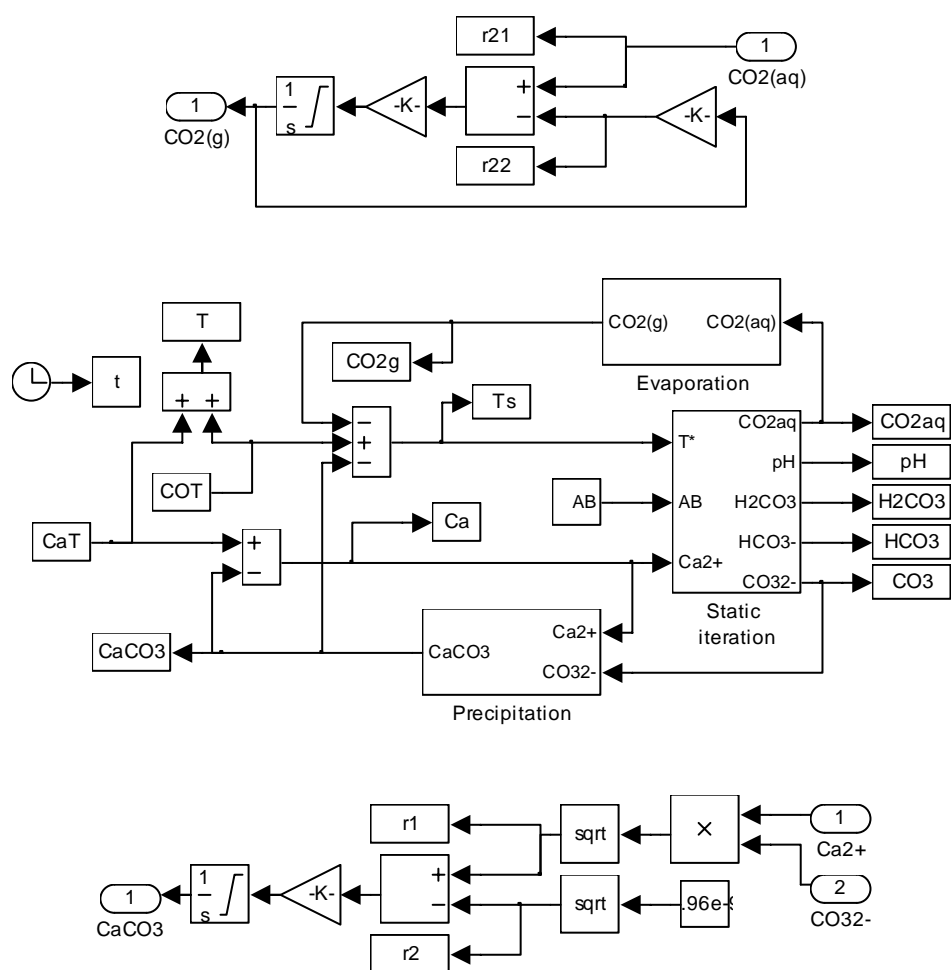 r21
1
CO2(aq)
1
s
-K-
+
−
-K-
1
CO2(g)
r22
T
CO2(g)
CO2(aq)
t
CO2g
Evaporation
+ +
Ts
−
+
−
T*
CO2aq
CO2aq
pH
pH
COT
AB
AB
H2CO3
H2CO3
CaT
Ca
+
−
Ca2+
HCO3-
HCO3
CO32-
CO3
Static
iteration
CaCO3
CaCO3
Ca2+
CO32-
Precipitation
r1
sqrt
×
1
Ca2+
1
s
-K-
+
−
sqrt
.96e-9
2
CO32-
1
CaCO3
r2